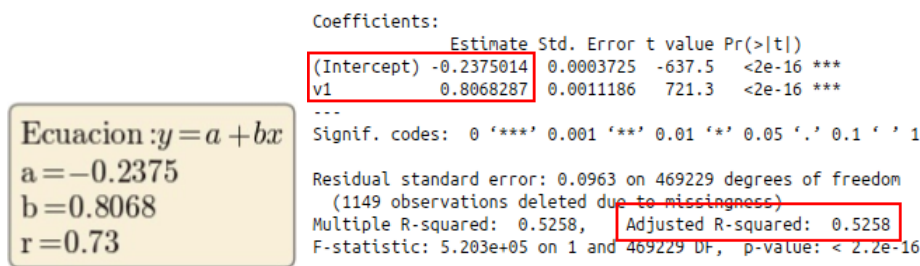 Ecuacion :y = a + bx
a = −0.2375
b = 0.8068
r = 0.73
Coefficients:
Estimate Std. Error t value Pr(>|t|)
(Intercept) -0.2375014 0.0003725 -637.5 <2e-16 ***
v1 0.8068287 0.0011186 721.3 <2e-16 ***
---
Signif. codes: 0 ‘***’ 0.001 ‘**’ 0.01 ‘*’ 0.05 ‘.’ 0.1 ‘ ’ 1
Residual standard error: 0.0963 on 469229 degrees of freedom
(1149 observations deleted due to missingness)
Multiple R-squared: 0.5258, Adjusted R-squared: 0.5258
F-statistic: 5.203e+05 on 1 and 469229 DF, p-value: < 2.2e-16